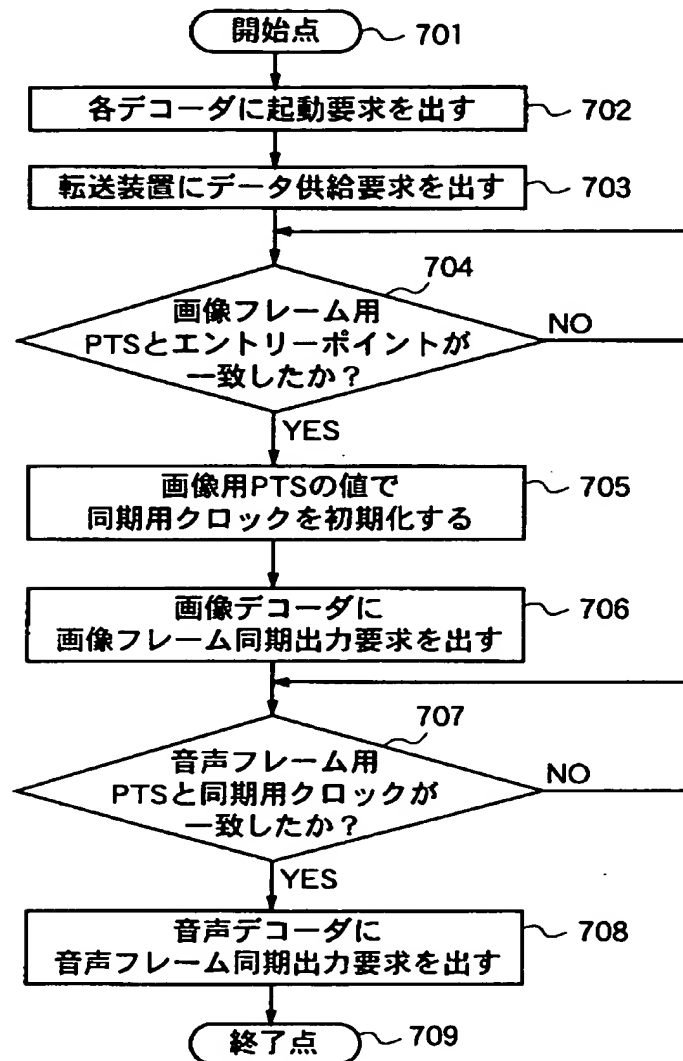 開始点 701
各デコーダに起動要求を出す 702
転送装置にデータ供給要求を出す 703
704
画像フレーム用
PTSとエントリーポイントが
一致したか？
NO
YES
画像用PTSの値で
同期用クロックを初期化する
705
画像デコーダに
画像フレーム同期出力要求を出す
706
707
音声フレーム用
PTSと同期用クロックが
一致したか？
NO
YES
音声デコーダに
音声フレーム同期出力要求を出す
708
終了点 709